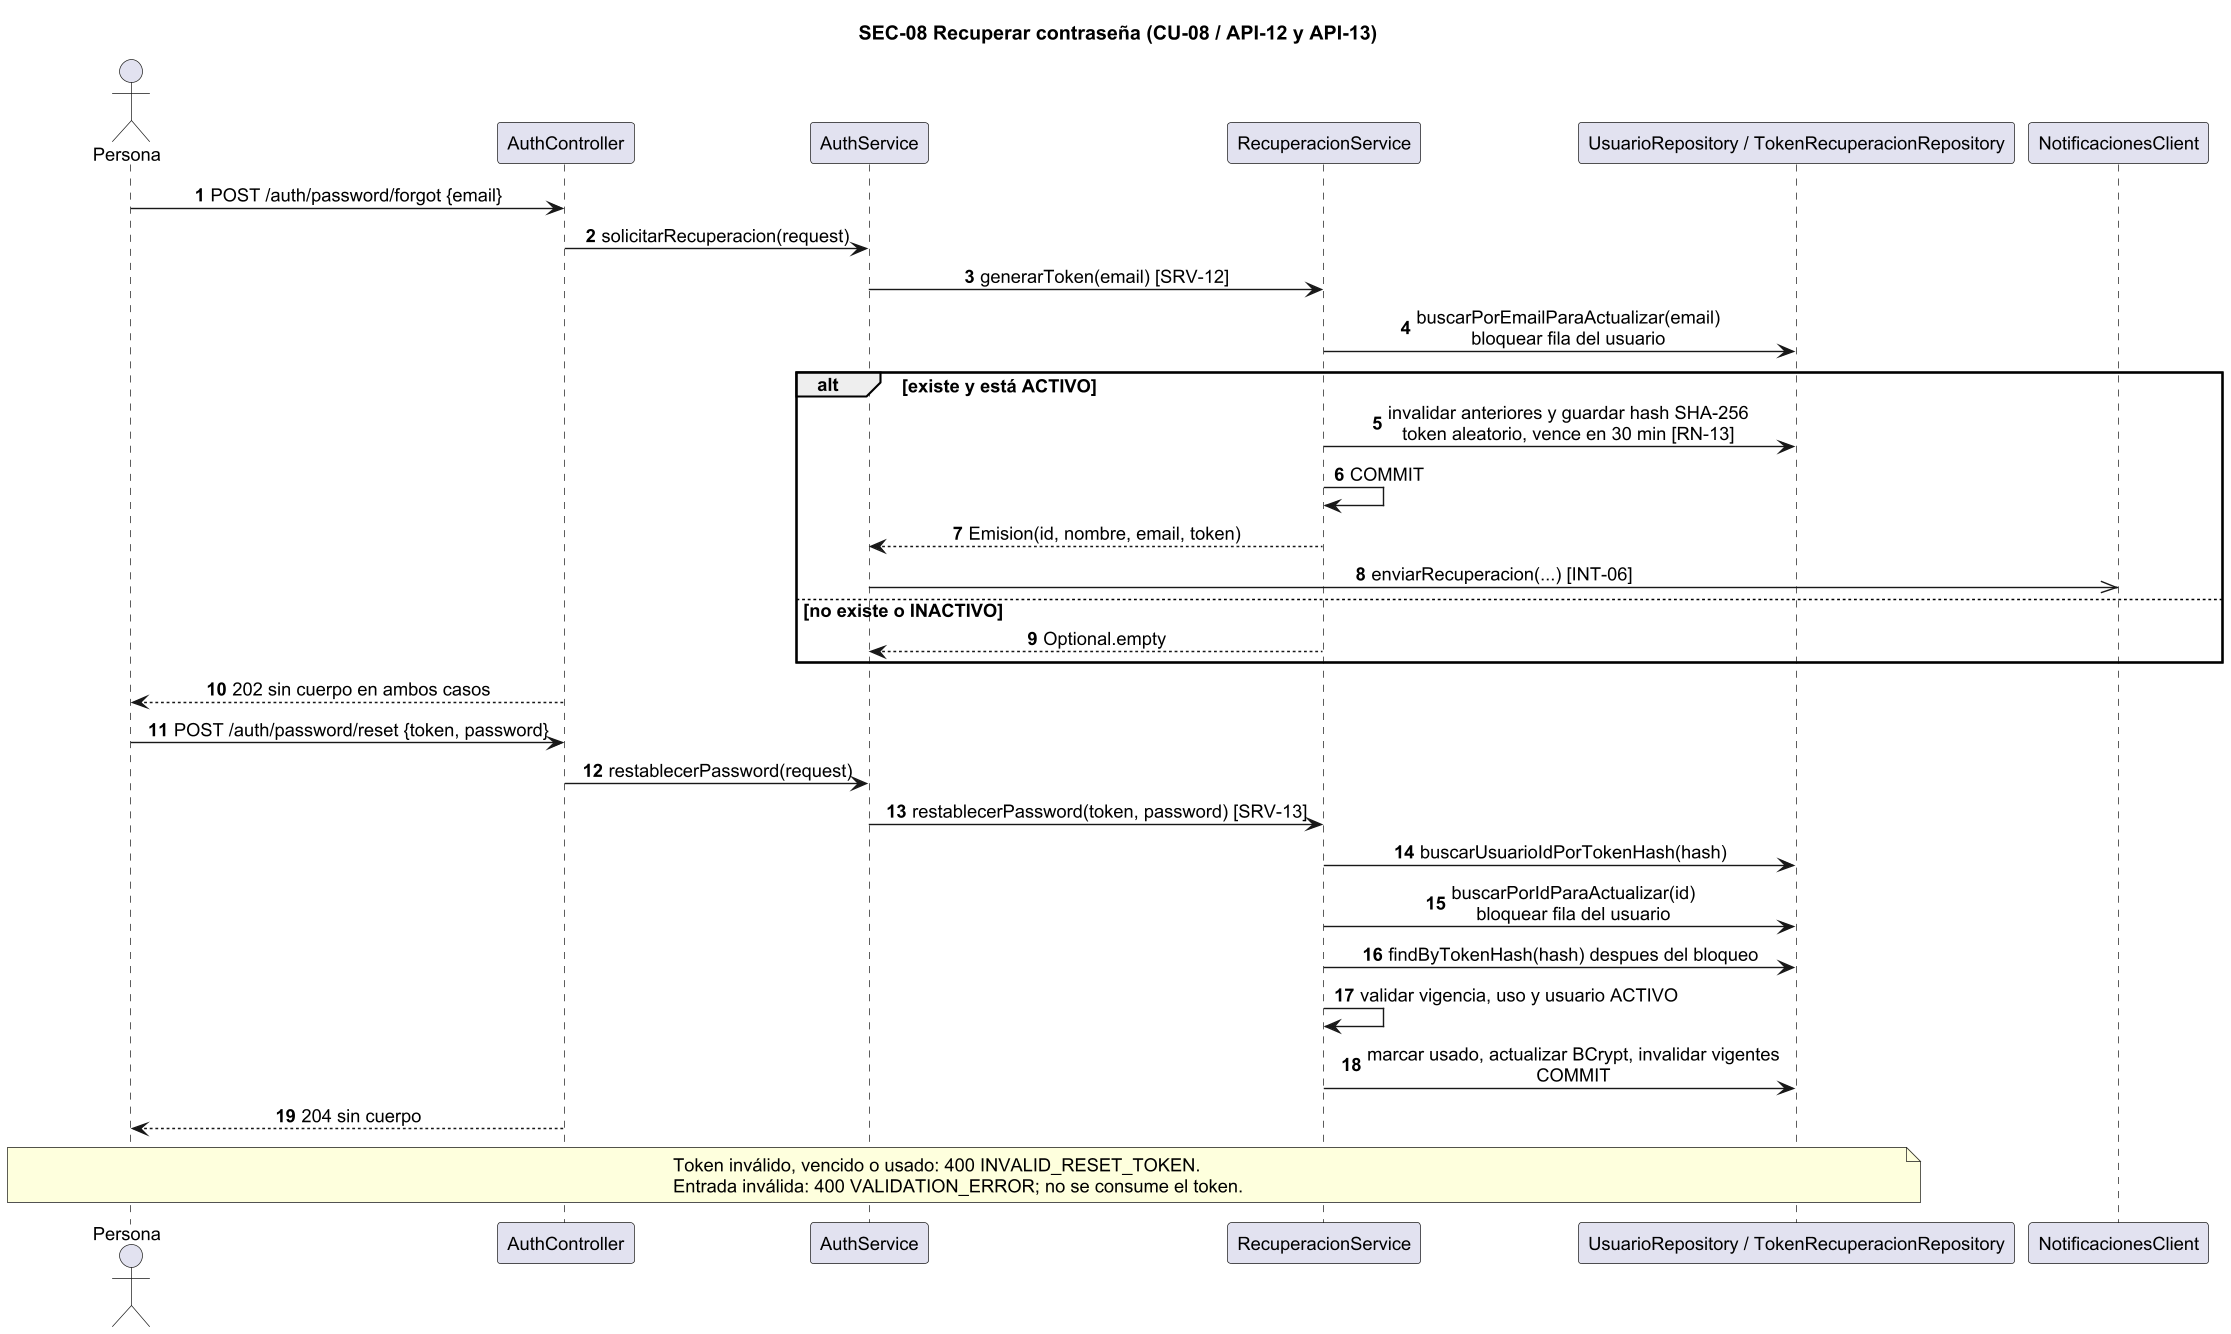 SEC-08 Recuperar contraseña (CU-08 / API-12 y API-13)
Persona
AuthController
AuthService
RecuperacionService
UsuarioRepository / TokenRecuperacionRepository
NotificacionesClient
1 POST /auth/password/forgot {email}
2 solicitarRecuperacion(request)
3 generarToken(email) [SRV-12]
4 buscarPorEmailParaActualizar(email)
bloquear fila del usuario
alt [existe y está ACTIVO]
5 invalidar anteriores y guardar hash SHA-256
token aleatorio, vence en 30 min [RN-13]
6 COMMIT
7 Emision(id, nombre, email, token)
8 enviarRecuperacion(...) [INT-06]
[no existe o INACTIVO]
9 Optional.empty
10 202 sin cuerpo en ambos casos
11 POST /auth/password/reset {token, password}
12 restablecerPassword(request)
13 restablecerPassword(token, password) [SRV-13]
14 buscarUsuarioIdPorTokenHash(hash)
15 buscarPorIdParaActualizar(id)
bloquear fila del usuario
16 findByTokenHash(hash) despues del bloqueo
17 validar vigencia, uso y usuario ACTIVO
18 marcar usado, actualizar BCrypt, invalidar vigentes
COMMIT
19 204 sin cuerpo
Token inválido, vencido o usado: 400 INVALID_RESET_TOKEN.
Entrada inválida: 400 VALIDATION_ERROR; no se consume el token.
Persona
AuthController
AuthService
RecuperacionService
UsuarioRepository / TokenRecuperacionRepository
NotificacionesClient